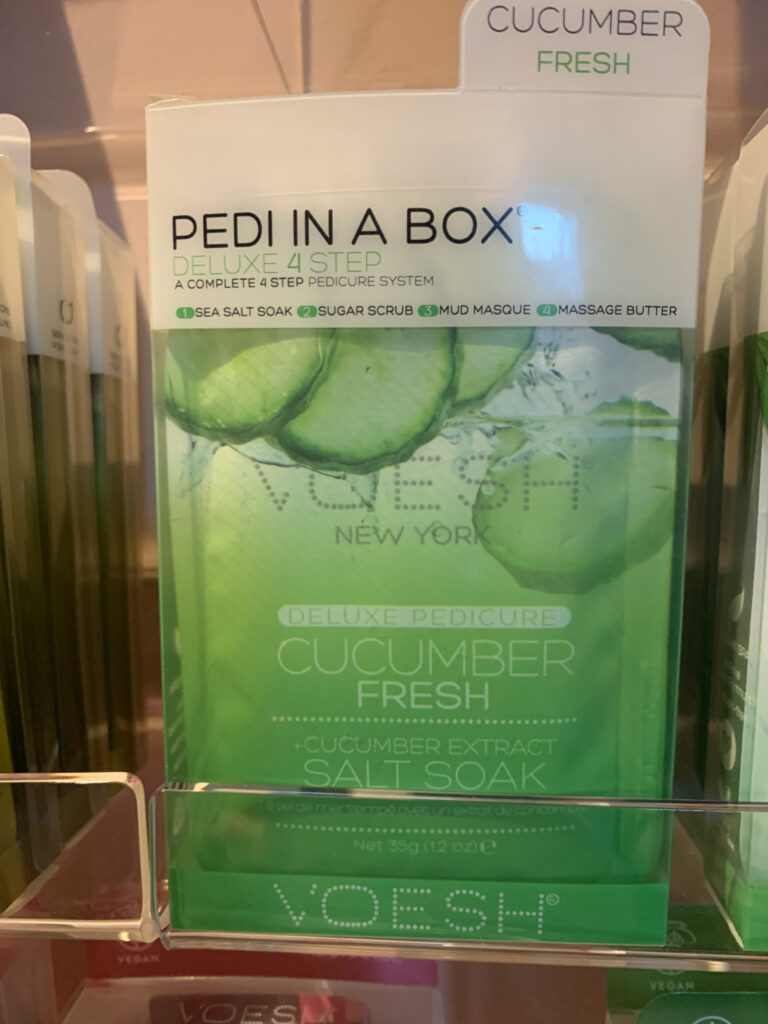 CUCUMBER
FRESH
PEDI IN A BOX®
DELUXE 4 STEP
A COMPLETE 4 STEP PEDICURE SYSTEM
1 SEA SALT SOAK 2 SUGAR SCRUB 3 MUD MASQUE 4 MASSAGE BUTTER
VOESH®
NEW YORK
DELUXE PEDICURE
CUCUMBER
FRESH
+CUCUMBER EXTRACT
SALT SOAK
Net 35g (1.2 oz) e
VOESH®
VEGAN
VEGAN
VOES